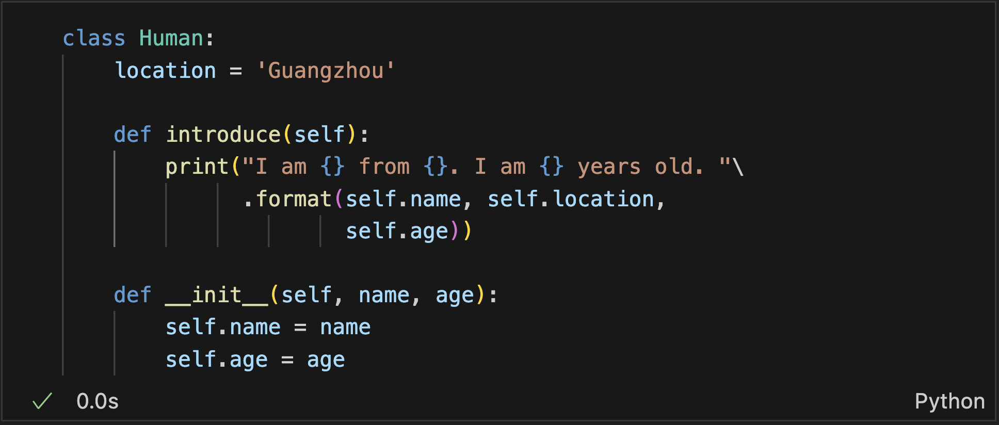 class Human:
    location = 'Guangzhou'

    def introduce(self):
        print("I am {} from {}. I am {} years old. "\
              .format(self.name, self.location,
                      self.age))

    def __init__(self, name, age):
        self.name = name
        self.age = age
✓ 0.0s
Python